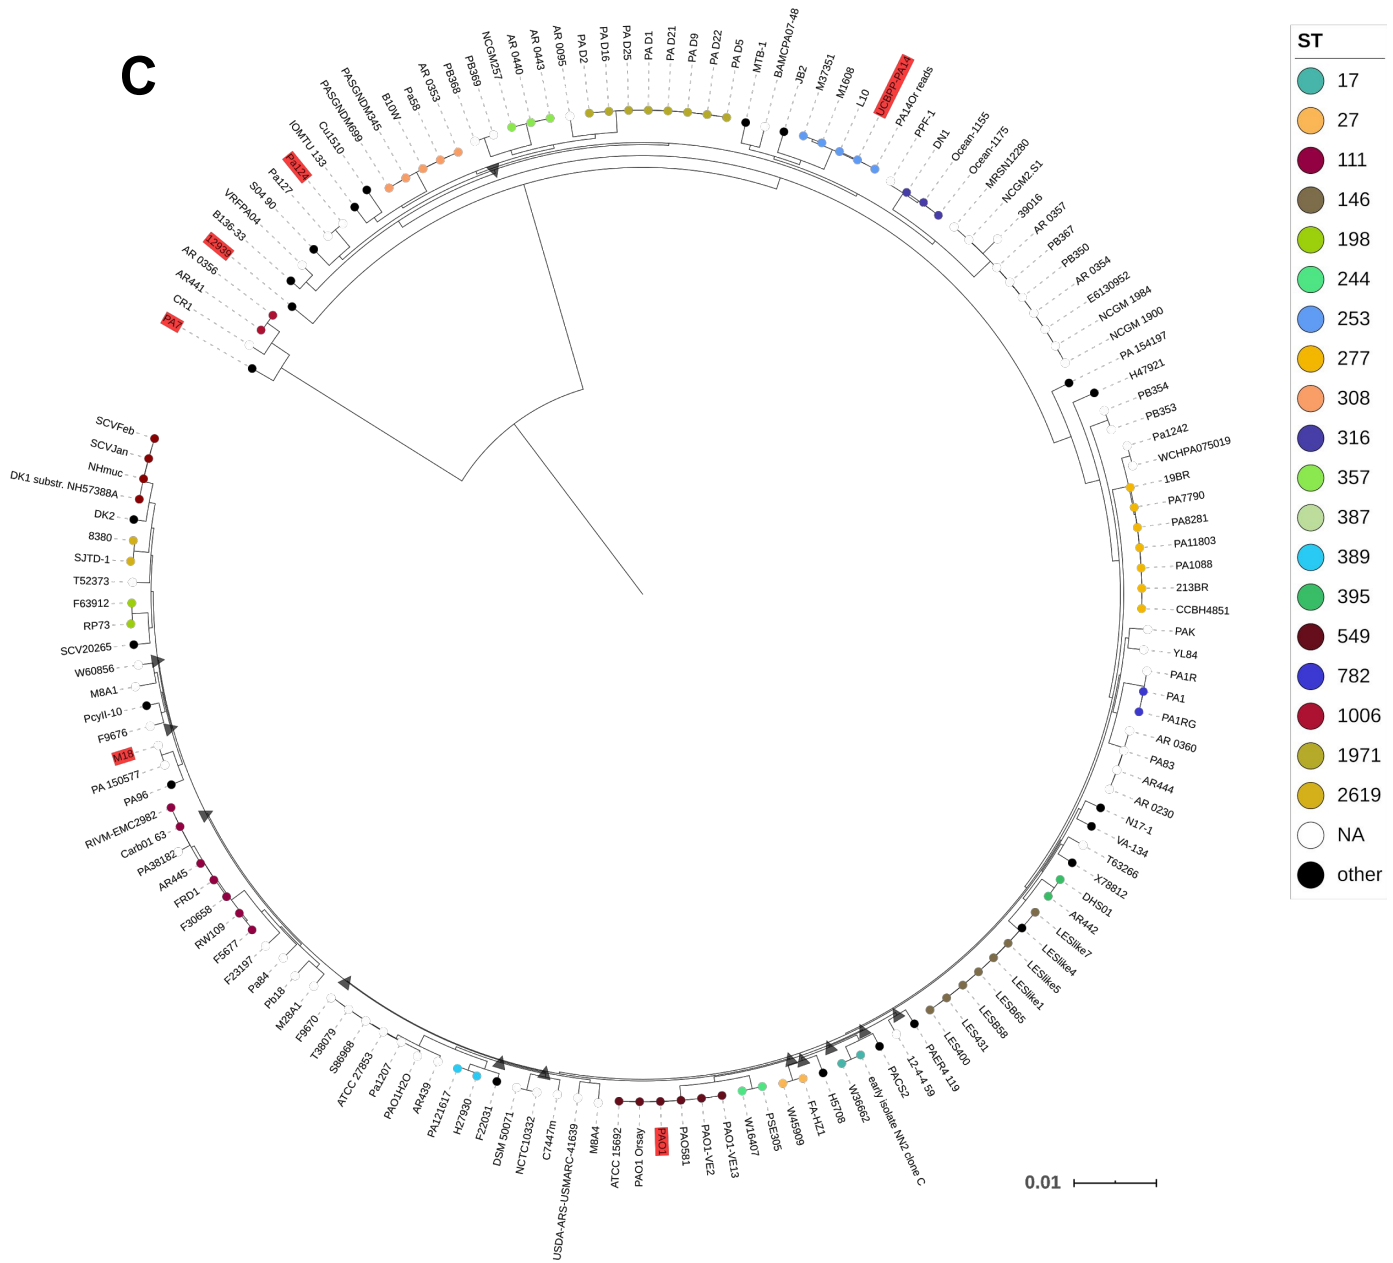 C
PA7
CR1
AR441
AR 0356
12939
B136-33
VRFPA04
S04 90
Pa127
Pa124
IOMTU 133
Cu1510
PASGNDM699
PASGNDM345
B10W
Pa58
AR 0353
PB368
PB369
NCGM257
AR 0440
AR 0443
AR 0095
PA D2
PA D16
PA D25
PA D1
PA D21
PA D9
PA D22
PA D5
MTB-1
BAMCPA07-48
JB2
M37351
M1608
L10
UCBPP-PA14
PA14Or reads
PPF-1
DN1
Ocean-1155
Ocean-1175
MRSN12280
NCGM2.S1
39016
AR 0357
PB367
PB350
AR 0354
E6130952
NCGM 1984
NCGM 1900
PA 154197
H47921
PB354
PB353
Pa1242
WCHPA075019
19BR
PA7790
PA8281
PA11803
PA1088
213BR
CCBH4851
PAK
YL84
PA1R
PA1
PA1RG
AR 0360
PA83
AR444
AR 0230
N17-1
VA-134
T63266
X78812
DHS01
AR442
LESlike7
LESlike4
LESlike5
LESlike1
LESB65
LESB58
LES431
LES400
PAER4 119
12-4-4 59
PACS2
early isolate NN2 clone C
W36662
H5708
FA-HZ1
W45909
PSE305
W16407
PAO1-VE13
PAO1-VE2
PAO581
PAO1
PAO1 Orsay
ATCC 15692
M8A4
USDA-ARS-USMARC-41639
C7447m
NCTC10332
DSM 50071
F22031
H27930
PA121617
AR439
PAO1H2O
Pa1207
ATCC 27853
S86968
T38079
F9670
M28A1
Pb18
Pa84
F23197
F5677
RW109
F30658
FRD1
AR445
PA38182
Carb01 63
RIVM-EMC2982
PA96
PA 150577
M18
F9676
PcyII-10
M8A1
W60856
SCV20265
RP73
F63912
T52373
SJTD-1
8380
DK2
DK1 substr. NH57388A
NHmuc
SCVJan
SCVFeb
0.01
ST
17
27
111
146
198
244
253
277
308
316
357
387
389
395
549
782
1006
1971
2619
NA
other